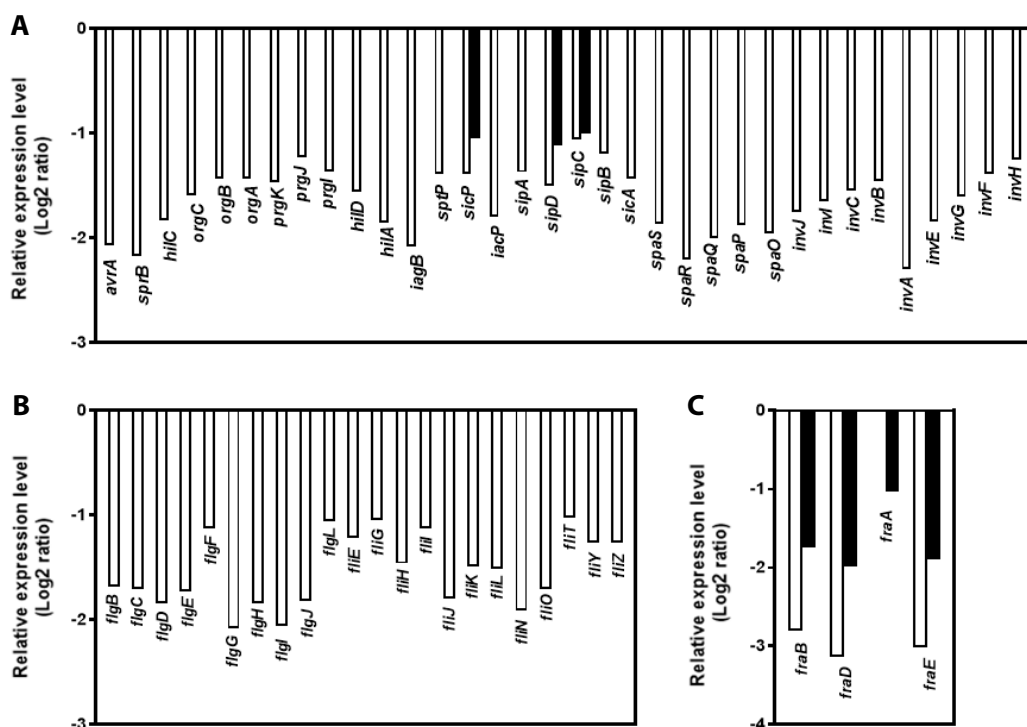 A
Relative expression level
(Log2 ratio)
0
-1
-2
-3
avrA
sprB
hilC
orgC
orgB
orgA
prgK
prgJ
prgI
hilD
hilA
iagB
sptP
sicP
iacP
sipA
sipD
sipC
sipB
sicA
spaS
spaR
spaQ
spaP
spaO
invJ
invI
invC
invB
invA
invE
invG
invF
invH
B
Relative expression level
(Log2 ratio)
0
-1
-2
-3
flgB
flgC
flgD
flgE
flgF
flgG
flgH
flgI
flgJ
flgL
fliE
fliG
fliH
fliI
fliJ
fliK
fliL
fliN
fliO
fliT
fliY
fliZ
C
Relative expression level
(Log2 ratio)
0
-1
-2
-3
-4
fraB
fraD
fraA
fraE